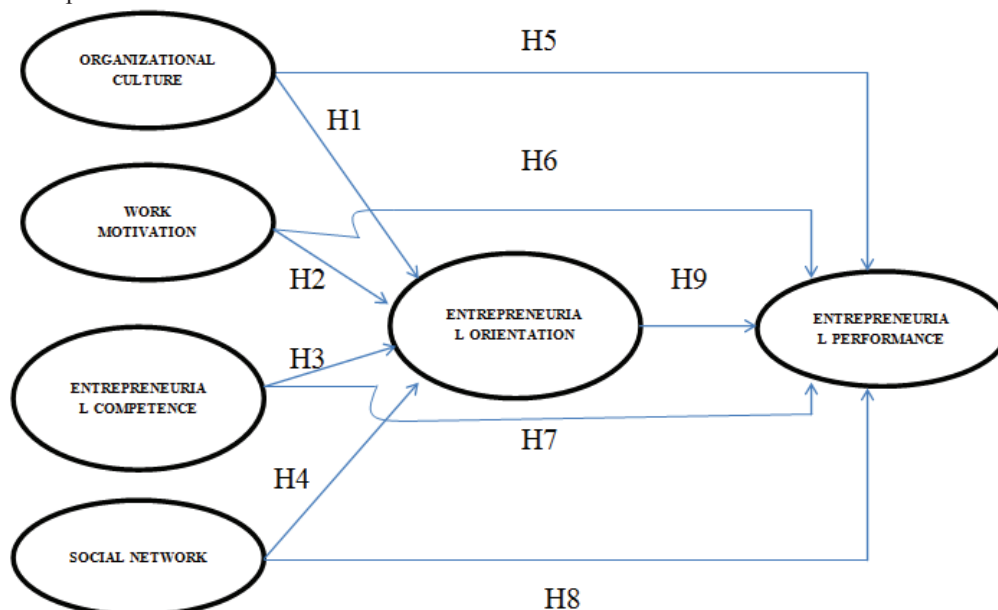 ORGANIZATIONAL
CULTURE
H5
H1
H6
WORK
MOTIVATION
H2
H9
ENTREPRENEURIA
L ORIENTATION
ENTREPRENEURIA
L PERFORMANCE
H3
ENTREPRENEURIA
L COMPETENCE
H7
H4
SOCIAL NETWORK
H8